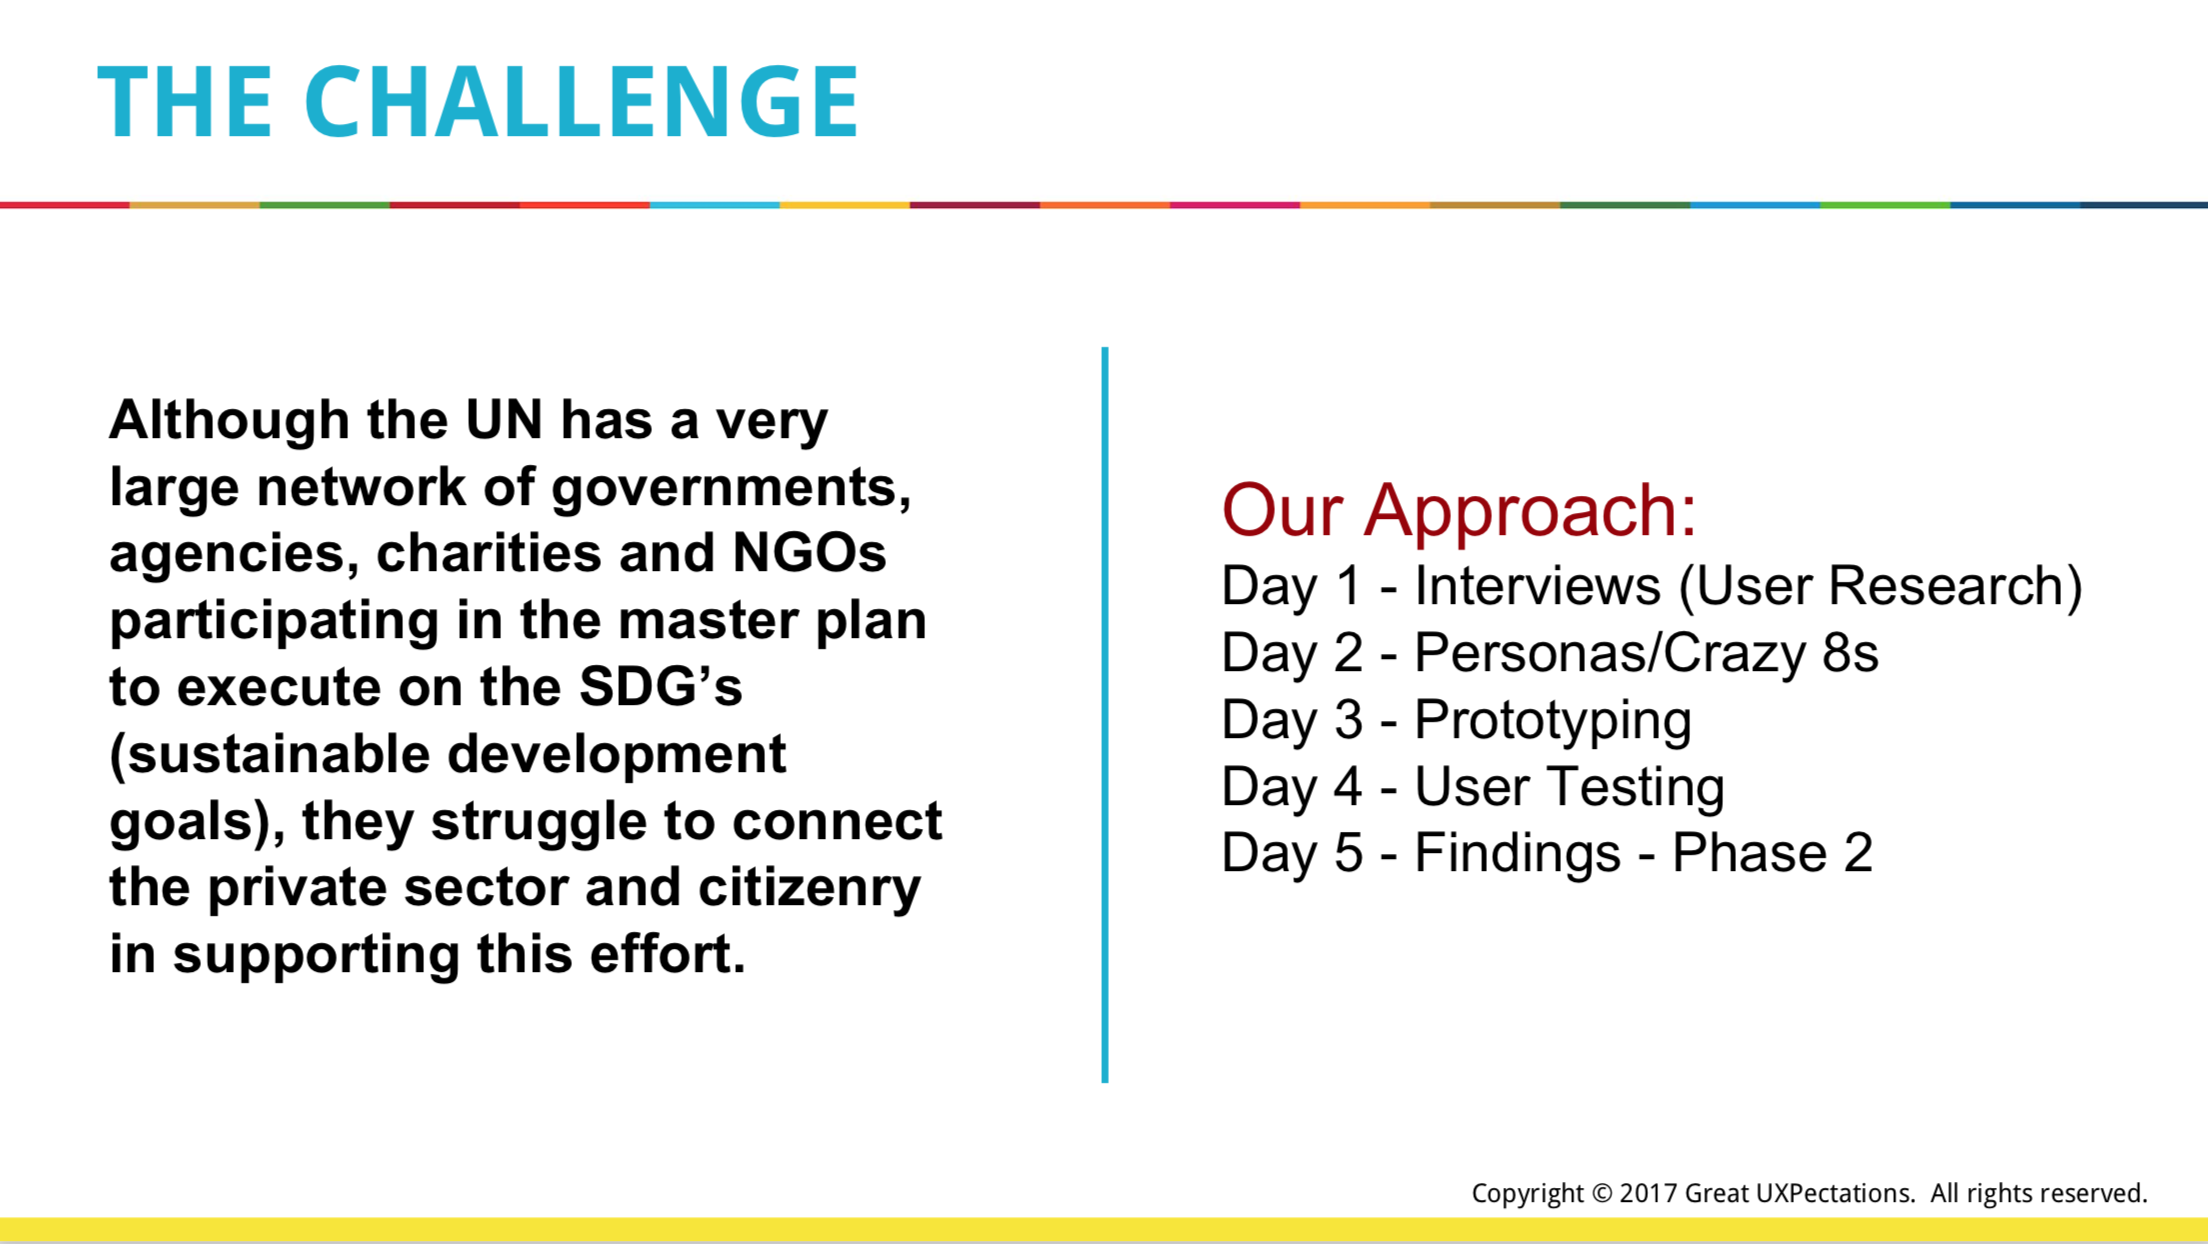 THE CHALLENGE
Although the UN has a very
large network of governments,
agencies, charities and NGOs
participating in the master plan
to execute on the SDG’s
(sustainable development
goals), they struggle to connect
the private sector and citizenry
in supporting this effort.
Our Approach:
Day 1 - Interviews (User Research)
Day 2 - Personas/Crazy 8s
Day 3 - Prototyping
Day 4 - User Testing
Day 5 - Findings - Phase 2
Copyright © 2017 Great UXPectations.  All rights reserved.